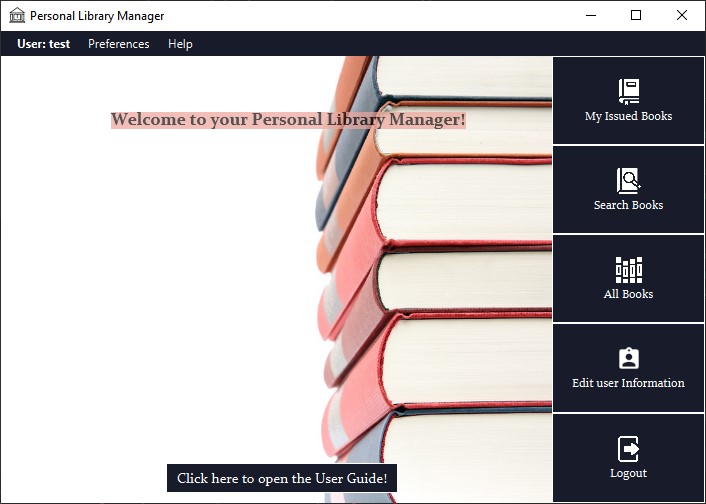 Personal Library Manager
User: test Preferences Help
Welcome to your Personal Library Manager!
My Issued Books
Search Books
All Books
Edit user Information
Logout
Click here to open the User Guide!